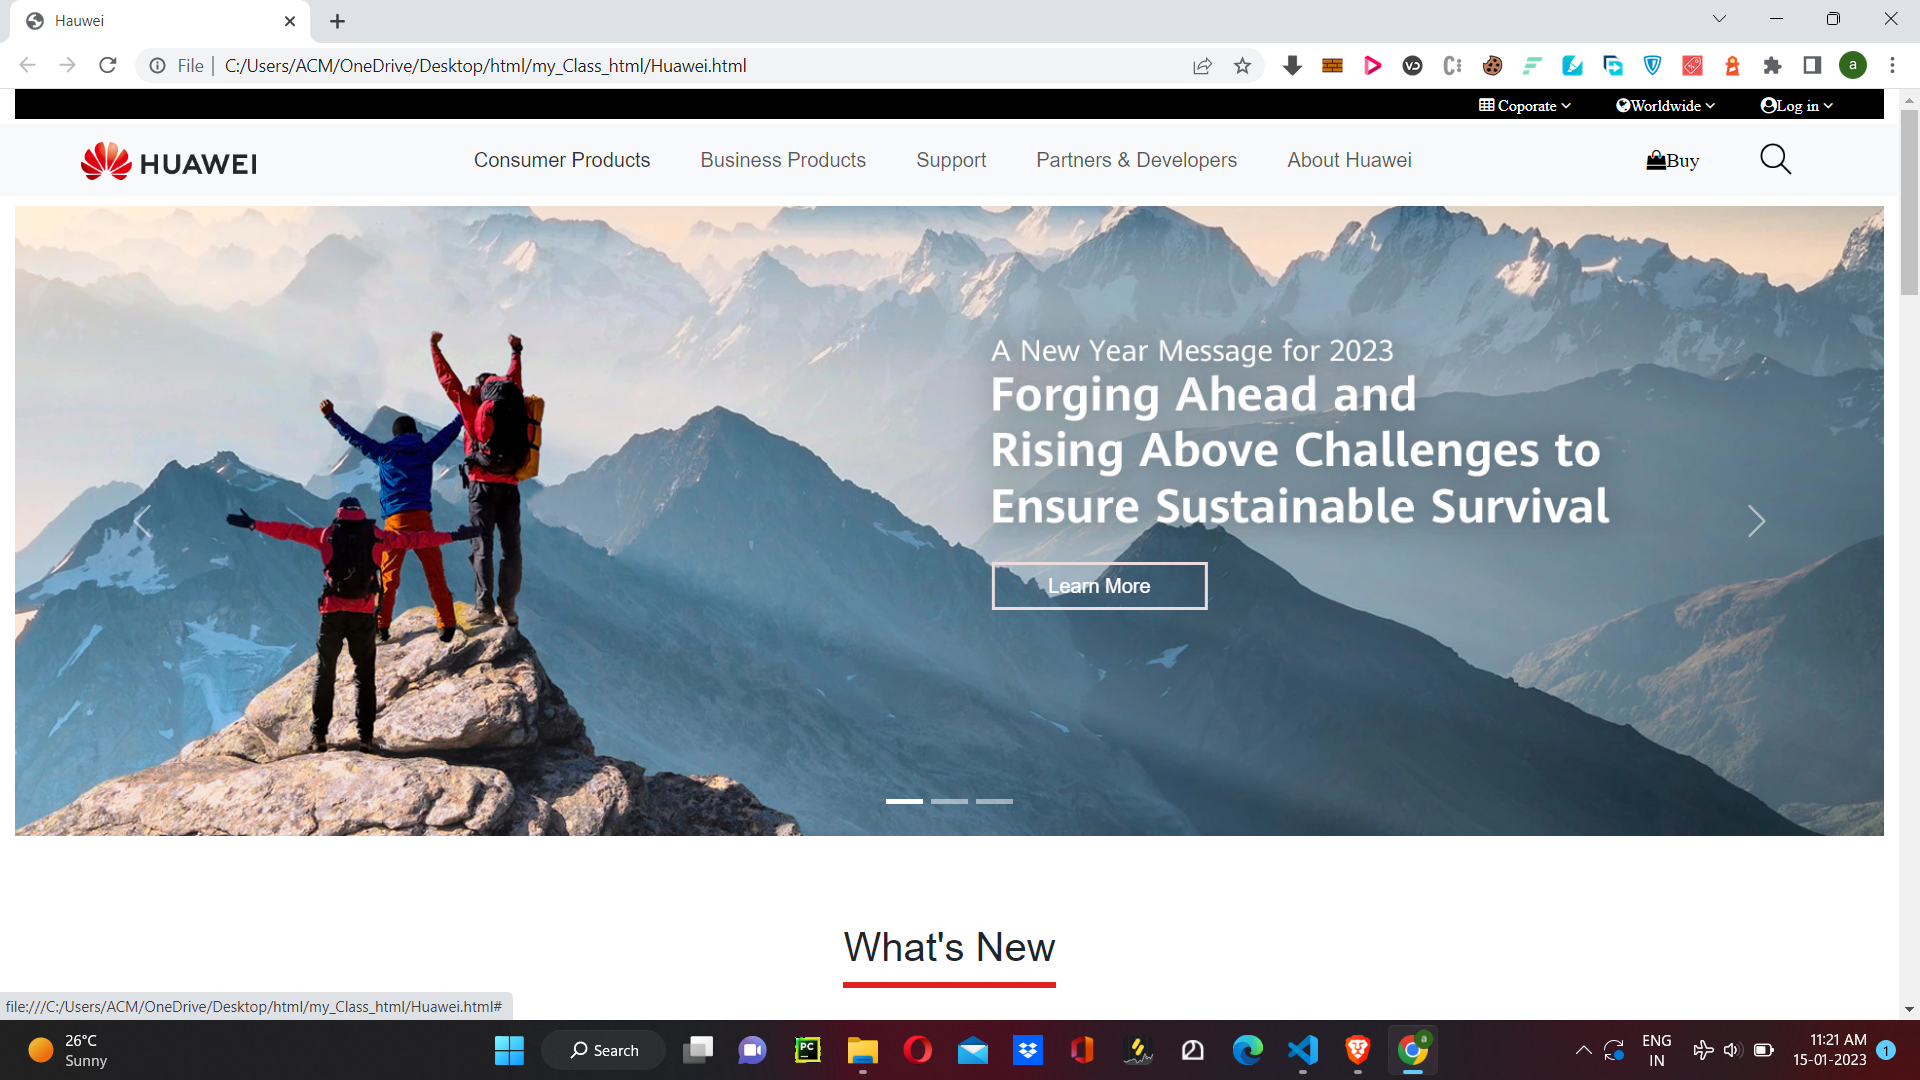 Hauwei
File
C:/Users/ACM/OneDrive/Desktop/html/my_Class_html/Huawei.html
a
Coporate
Worldwide
Log in
HUAWEI
Consumer Products
Business Products
Support
Partners & Developers
About Huawei
Buy
A New Year Message for 2023
Forging Ahead and
Rising Above Challenges to
Ensure Sustainable Survival
Learn More
What's New
file:///C:/Users/ACM/OneDrive/Desktop/html/my_Class_html/Huawei.html#
26°C
Sunny
Search
PC
a
ENG
IN
11:21 AM
15-01-2023
1